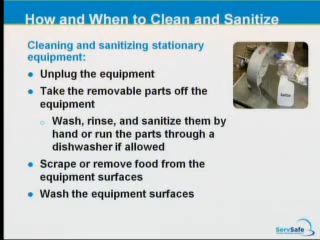 How and When to Clean and Sanitize
Cleaning and sanitizing stationary
equipment:
Unplug the equipment
Take the removable parts off the
equipment
Wash, rinse, and sanitize them by
hand or run the parts through a
dishwasher if allowed
Scrape or remove food from the
equipment surfaces
Wash the equipment surfaces
ServSafe